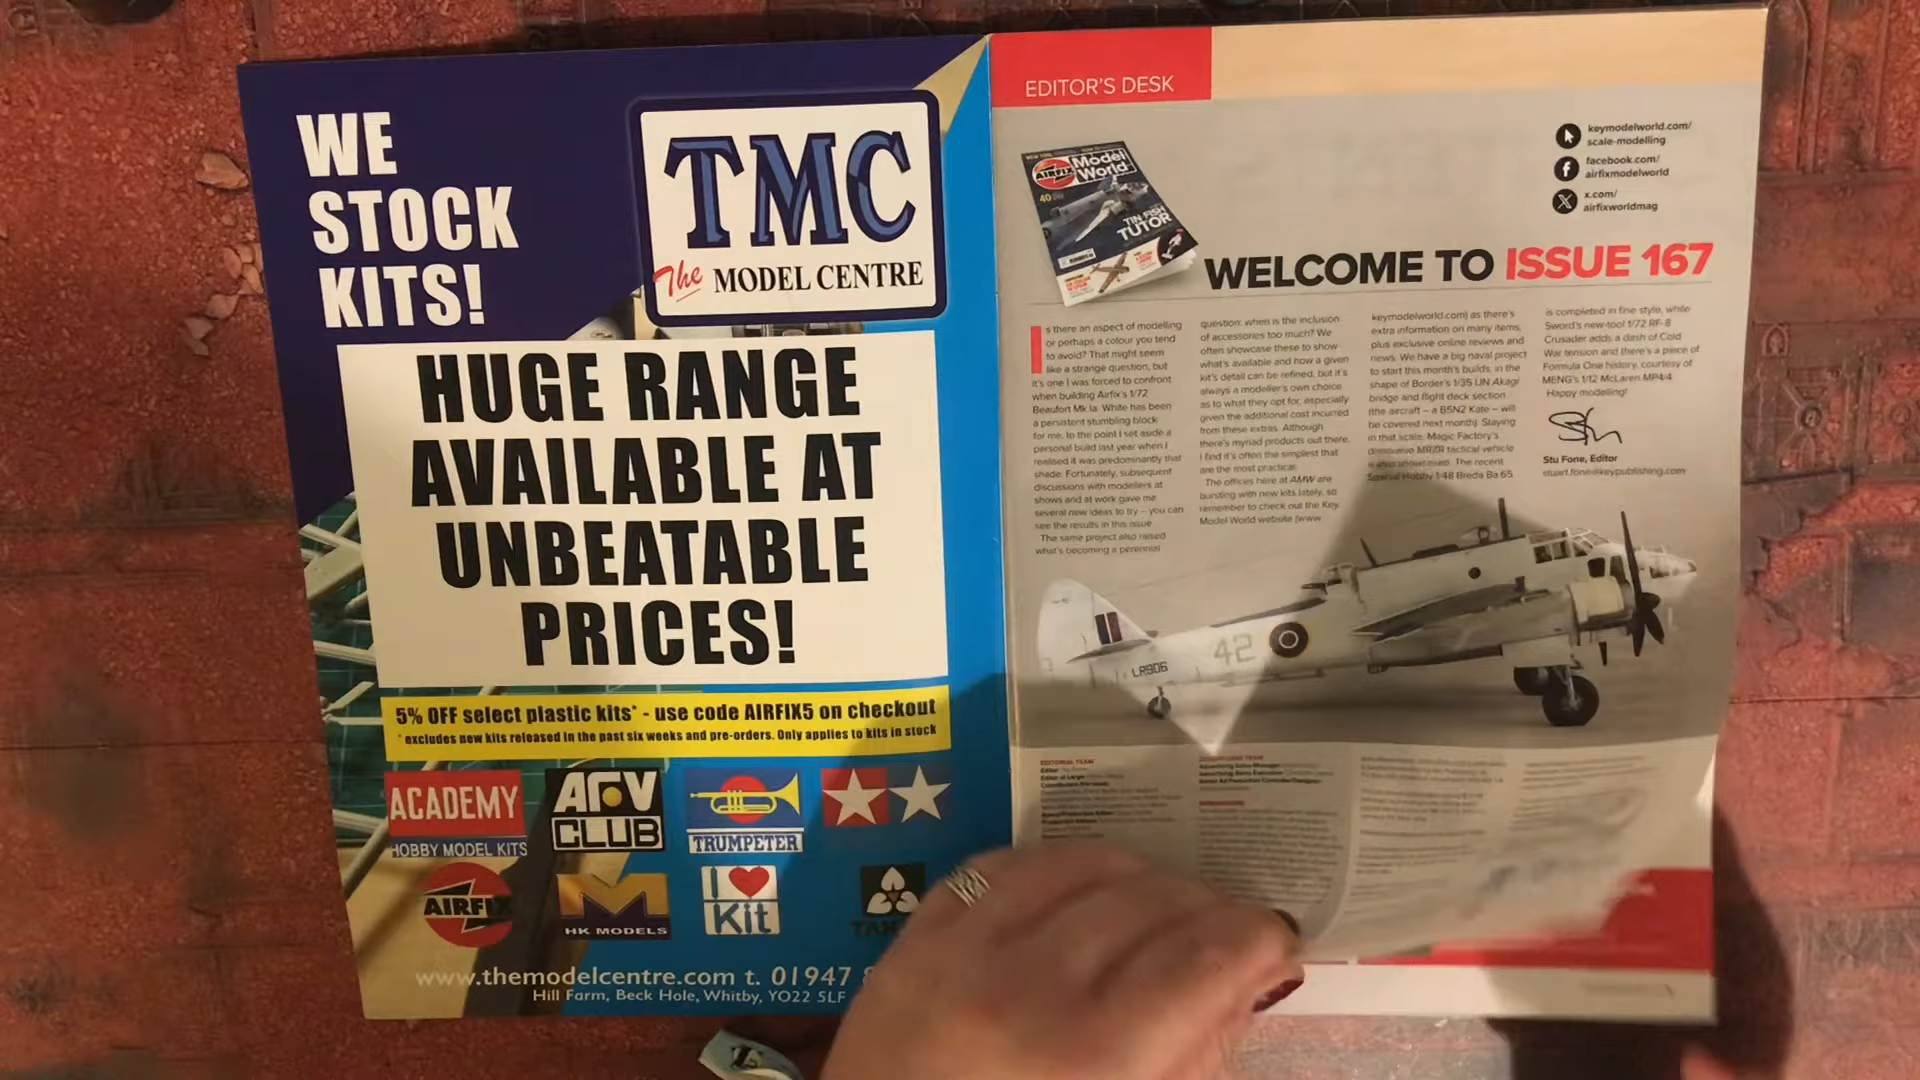 WE
STOCK
KITS!
TMC
The MODEL CENTRE
HUGE RANGE
AVAILABLE AT
UNBEATABLE
PRICES!
5% OFF select plastic kits* - use code AIRFIX5 on checkout
* excludes new kits released in the past six weeks and pre-orders. Only applies to kits in stock
ACADEMY
HOBBY MODEL KITS
AFV
CLUB
TRUMPETER
AIRFIX
HK MODELS
I
Kit
www.themodelcentre.com t. 01947
Hill Farm, Beck Hole, Whitby, YO22 5LF
EDITOR'S DESK
keymodelworld.com/
scale-modelling
facebook.com/
airfixmodelworld
x.com/
airfixworldmag
AIRFIX Model
World
40
TIN FISH
TUTOR
WELCOME TO ISSUE 167
Is there an aspect of modelling
or perhaps a colour you tend
to avoid? That might seem
like a strange question, but
it's one I was forced to confront
when building Airfix's 1/72
Beaufort Mk.Ia. White has been
a persistent stumbling block
for me, to the point I set aside a
personal build last year when I
realised it was predominantly that
shade. Fortunately, subsequent
discussions with modellers at
shows and at work gave me
several new ideas to try – you can
see the results in this issue.
The same project also raised
what's becoming a perennial
question: when is the inclusion
of accessories too much? We
often showcase these to show
what's available and how a given
kit's detail can be refined, but it's
always a modeller's own choice
as to what they opt for, especially
given the additional cost incurred
from these extras. Although
there's myriad products out there,
I find it's often the simplest that
are the most practical.
The offices here at AMW are
bursting with new kits lately, so
remember to check out the Key
Model World website (www.
keymodelworld.com) as there's
extra information on many items,
plus exclusive online reviews and
news. We have a big naval project
to start this month's builds, in the
shape of Border's 1/35 IJN Akagi
bridge and flight deck section
(the aircraft – a B5N2 Kate – will
be covered next month). Staying
in that scale, Magic Factory's
diminutive MRZR tactical vehicle
The recent
Special Hobby 1/48 Breda Ba 65
is completed in fine style, while
Sword's new-tool 1/72 RF-8
Crusader adds a dash of Cold
War tension and there's a piece of
Formula One history, courtesy of
MENG's 1/12 McLaren MP4/4
Happy modelling!
Stu Fone, Editor
stuart.fone@keypublishing.com
LR906
42
EDITORIAL TEAM